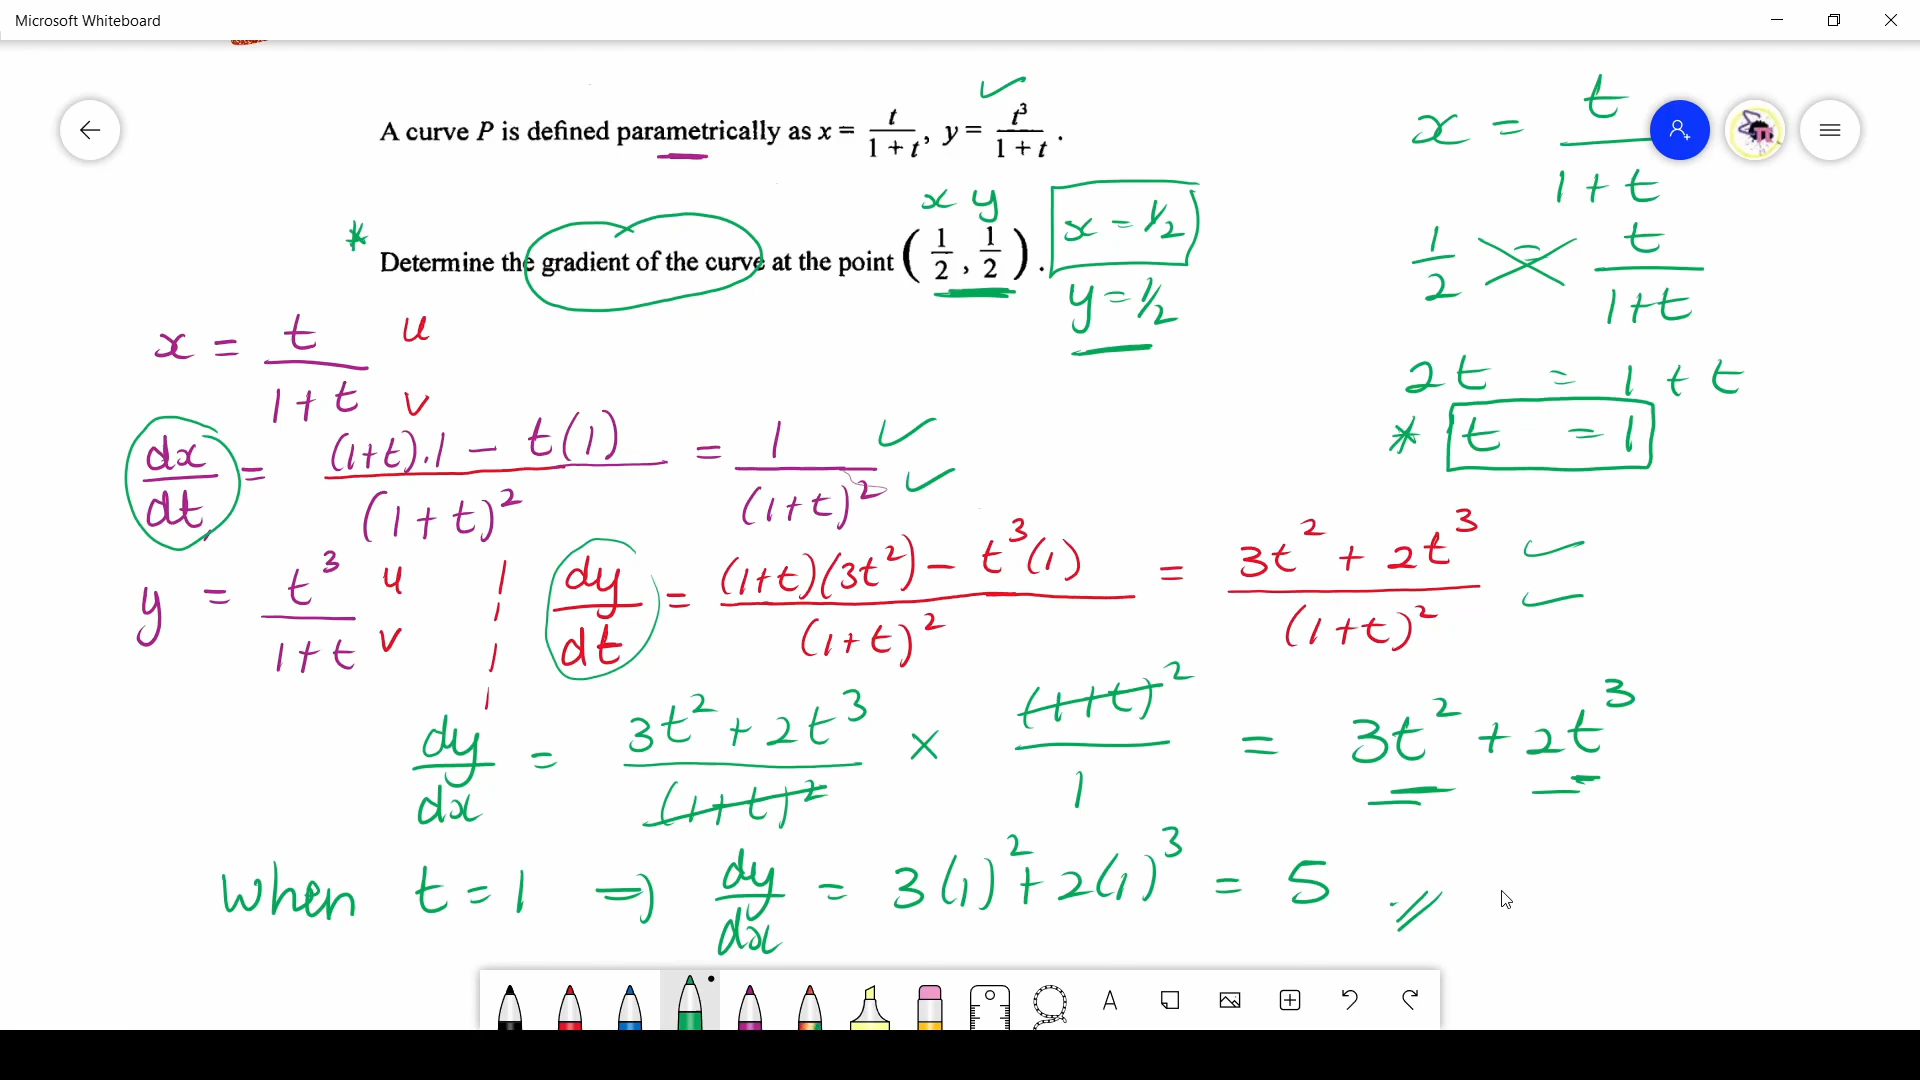 Microsoft Whiteboard
A curve P is defined parametrically as x = t/(1 + t), y = t³/(1 + t) . ✓
x y
* Determine the gradient of the curve at the point (1/2, 1/2) .
x = 1/2
y = 1/2
x = t/(1+t)
1/2 = t/(1+t)
2t = 1 + t
* t = 1
x = t/(1+t) u v
dx/dt = ((1+t).1 - t(1))/(1+t)² = 1/(1+t)² ✓ ✓
y = t³/(1+t) u v
dy/dt = ((1+t)(3t²) - t³(1))/(1+t)² = (3t² + 2t³)/(1+t)² ✓ ✓
dy/dx = (3t² + 2t³)/(1+t)² × (1+t)²/1 = 3t² + 2t³
When t = 1 ⇒ dy/dx = 3(1)² + 2(1)³ = 5 //
A